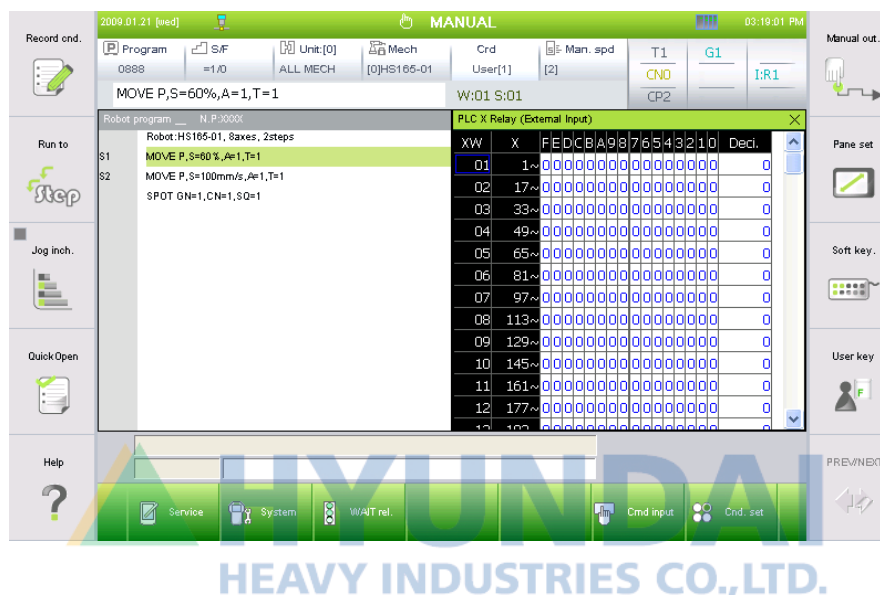 2009.01.21 [wed] MANUAL 03:19:01 PM
Record cnd.
Manual out.
Program S/F Unit:[0] Mech Crd Man. spd T1 G1
0888 =1/0 ALL MECH [0]HS165-01 User[1] [2] CN0 I:R1
MOVE P,S=60%,A=1,T=1 W:01 S:01 CP2
Robot program __ N.P:XXXX PLC X Relay (External Input)
Run to
Step
Pane set
Robot:HS165-01, 8axes, 2steps
S1 MOVE P,S=60%,A=1,T=1
S2 MOVE P,S=100mm/s,A=1,T=1
SPOT GN=1,CN=1,SQ=1
XW X F E D C B A 9 8 7 6 5 4 3 2 1 0 Deci.
01 1~ 0 0 0 0 0 0 0 0 0 0 0 0 0 0 0 0 0
02 17~ 0 0 0 0 0 0 0 0 0 0 0 0 0 0 0 0 0
03 33~ 0 0 0 0 0 0 0 0 0 0 0 0 0 0 0 0 0
04 49~ 0 0 0 0 0 0 0 0 0 0 0 0 0 0 0 0 0
05 65~ 0 0 0 0 0 0 0 0 0 0 0 0 0 0 0 0 0
06 81~ 0 0 0 0 0 0 0 0 0 0 0 0 0 0 0 0 0
07 97~ 0 0 0 0 0 0 0 0 0 0 0 0 0 0 0 0 0
08 113~ 0 0 0 0 0 0 0 0 0 0 0 0 0 0 0 0 0
09 129~ 0 0 0 0 0 0 0 0 0 0 0 0 0 0 0 0 0
10 145~ 0 0 0 0 0 0 0 0 0 0 0 0 0 0 0 0 0
11 161~ 0 0 0 0 0 0 0 0 0 0 0 0 0 0 0 0 0
12 177~ 0 0 0 0 0 0 0 0 0 0 0 0 0 0 0 0 0
Jog inch.
Soft key.
QuickOpen
User key
F
Help
PREV/NEXT
Service System WAIT rel. Cmd input Cnd. set
HYUNDAI
HEAVY INDUSTRIES CO.,LTD.